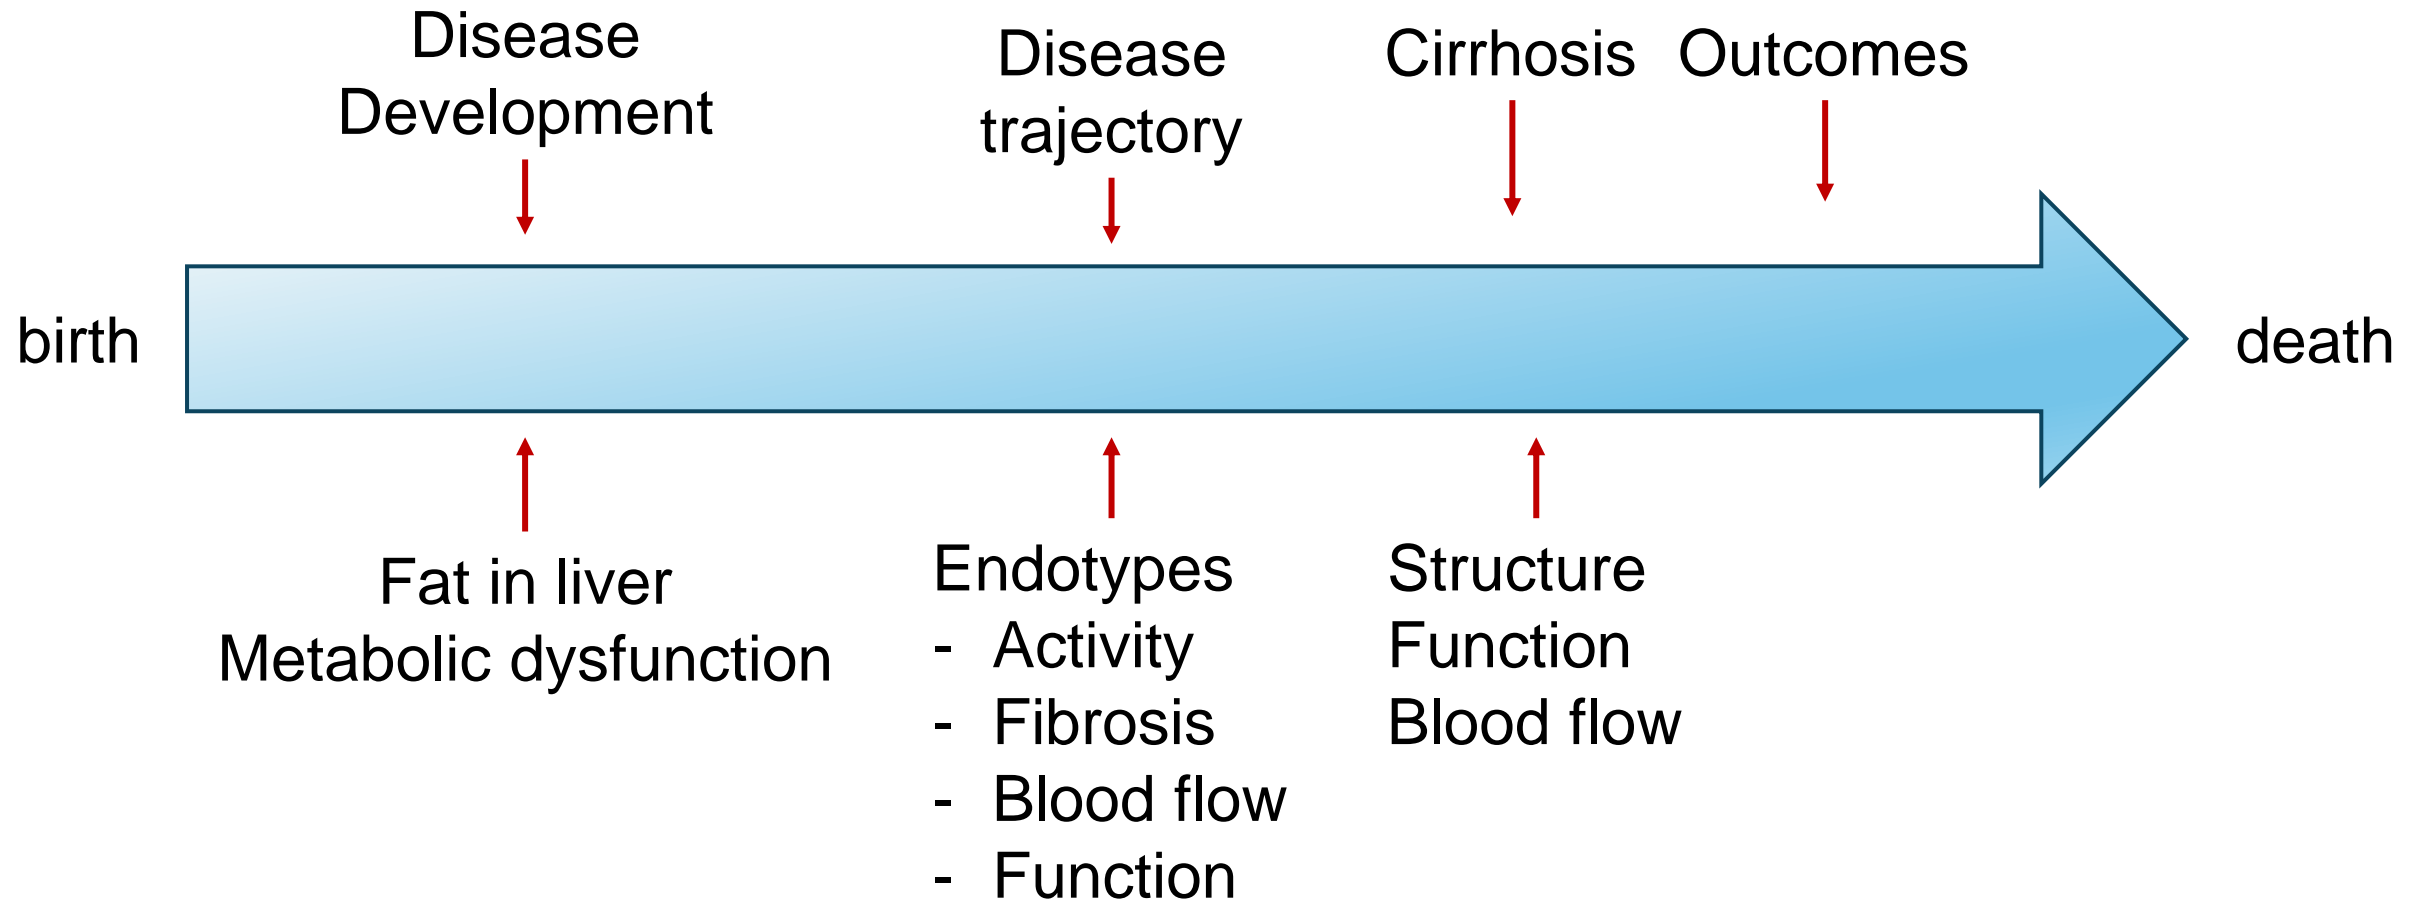 Disease
Development
Disease
trajectory
Cirrhosis
Outcomes
birth
death
Fat in liver
Metabolic dysfunction
Endotypes
- Activity
- Fibrosis
- Blood flow
- Function
Structure
Function
Blood flow